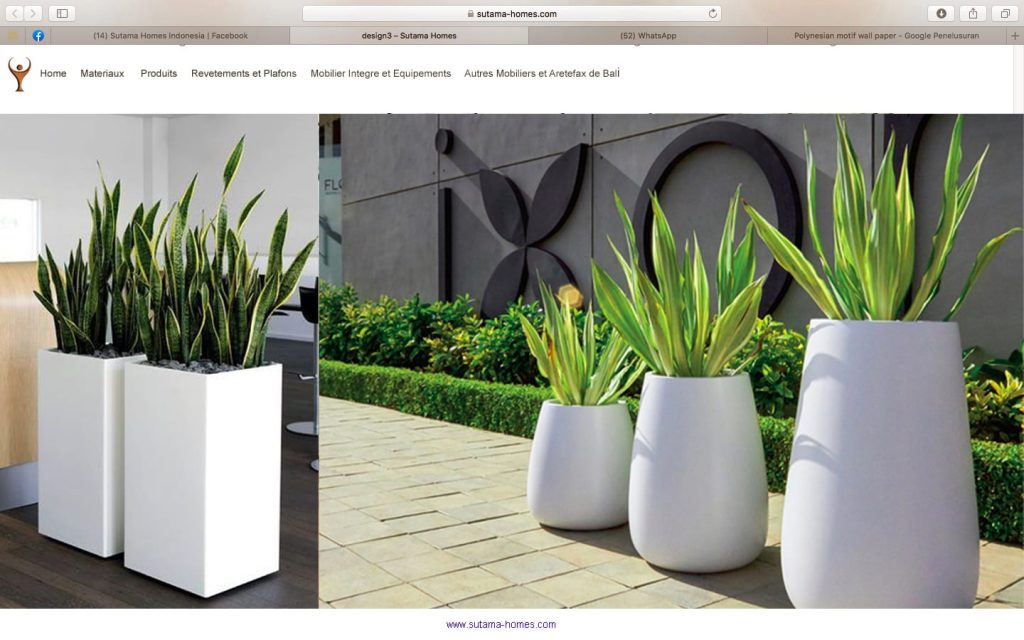 sutama-homes.com
(14) Sutama Homes Indonesia | Facebook
design3 – Sutama Homes
(52) WhatsApp
Polynesian motif wall paper - Google Penelusuran
Home
Materiaux
Produits
Revetements et Plafons
Mobilier Integre et Equipements
Autres Mobiliers et Aretefax de Bali
FLO
www.sutama-homes.com